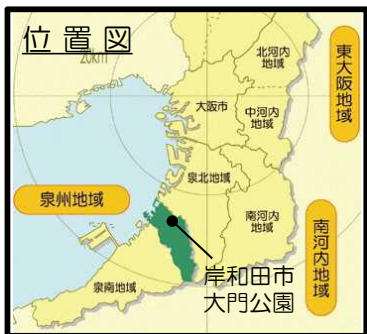 位置図
20km
北河内
地域
東大阪地域
大阪市
中河内
地域
泉北地域
泉州地域
南河内
地域
南河内地域
岸和田市
大門公園
泉南地域